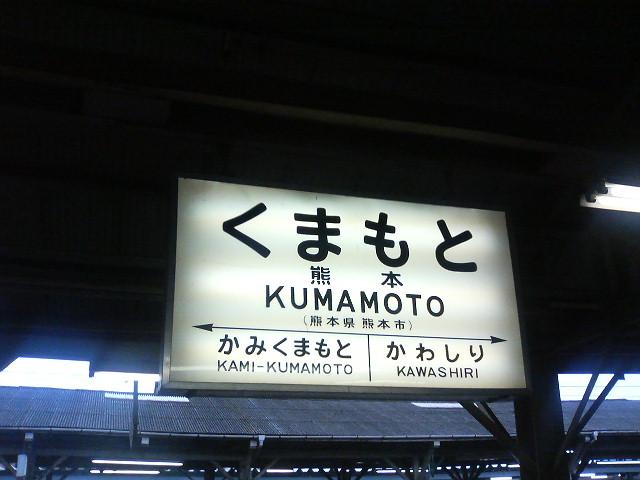 くまもと
熊本
KUMAMOTO
(熊本県 熊本市)
かみくまもと かわしり
KAMI-KUMAMOTO KAWASHIRI